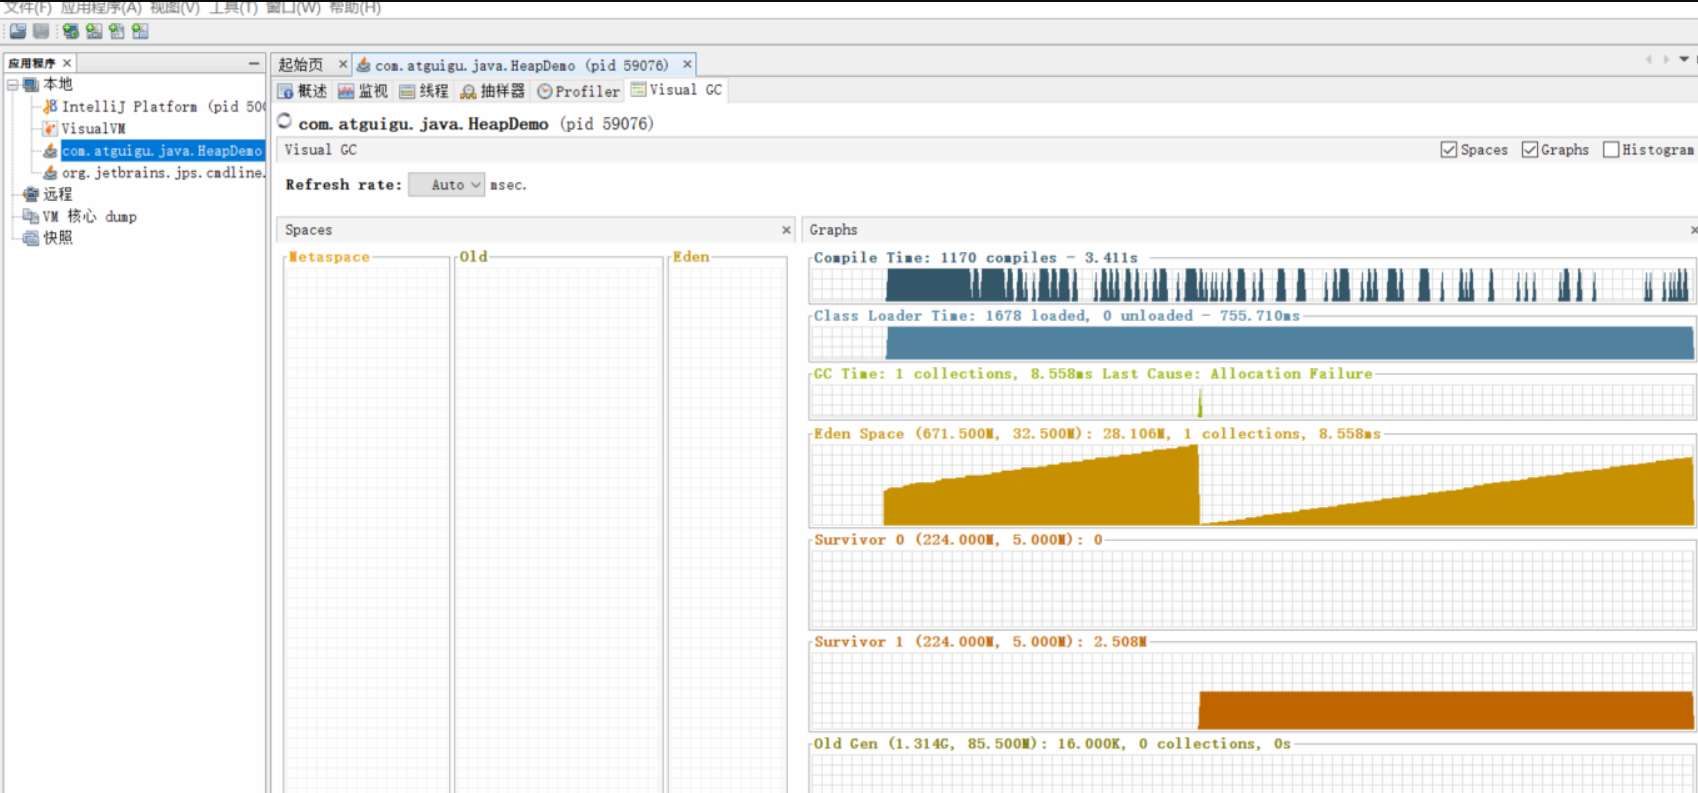 文件(F) 应用程序(A) 视图(V) 工具(T) 窗口(W) 帮助(H)
应用程序
本地
IntelliJ Platform (pid 50
VisualVM
com.atguigu.java.HeapDemo
org.jetbrains.jps.cmdline.
远程
VM 核心 dump
快照
起始页 com.atguigu.java.HeapDemo (pid 59076)
概述 监视 线程 抽样器 Profiler Visual GC
com.atguigu.java.HeapDemo (pid 59076)
Visual GC Spaces Graphs Histogram
Refresh rate: Auto msec.
Spaces
Metaspace Old Eden
Graphs
Compile Time: 1170 compiles - 3.411s
Class Loader Time: 1678 loaded, 0 unloaded - 755.710ms
GC Time: 1 collections, 8.558ms Last Cause: Allocation Failure
Eden Space (671.500M, 32.500M): 28.106M, 1 collections, 8.558ms
Survivor 0 (224.000M, 5.000M): 0
Survivor 1 (224.000M, 5.000M): 2.508M
Old Gen (1.314G, 85.500M): 16.000K, 0 collections, 0s